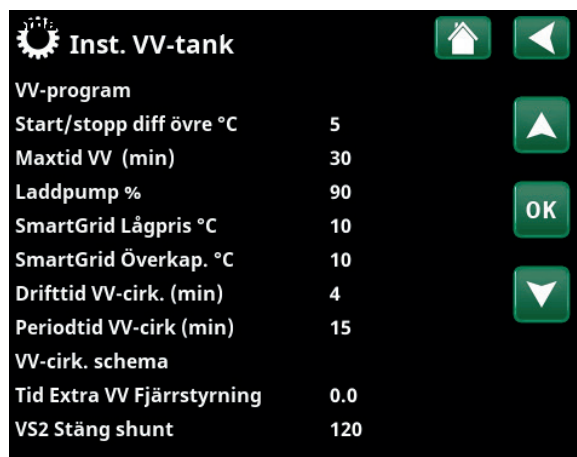 Inst. VV-tank
VV-program
Start/stopp diff övre °C 5
Maxtid VV (min) 30
Laddpump % 90
SmartGrid Lågpris °C 10
OK
SmartGrid Överkap. °C 10
Drifttid VV-cirk. (min) 4
Periodtid VV-cirk (min) 15
VV-cirk. schema
Tid Extra VV Fjärrstyrning 0.0
VS2 Stäng shunt 120